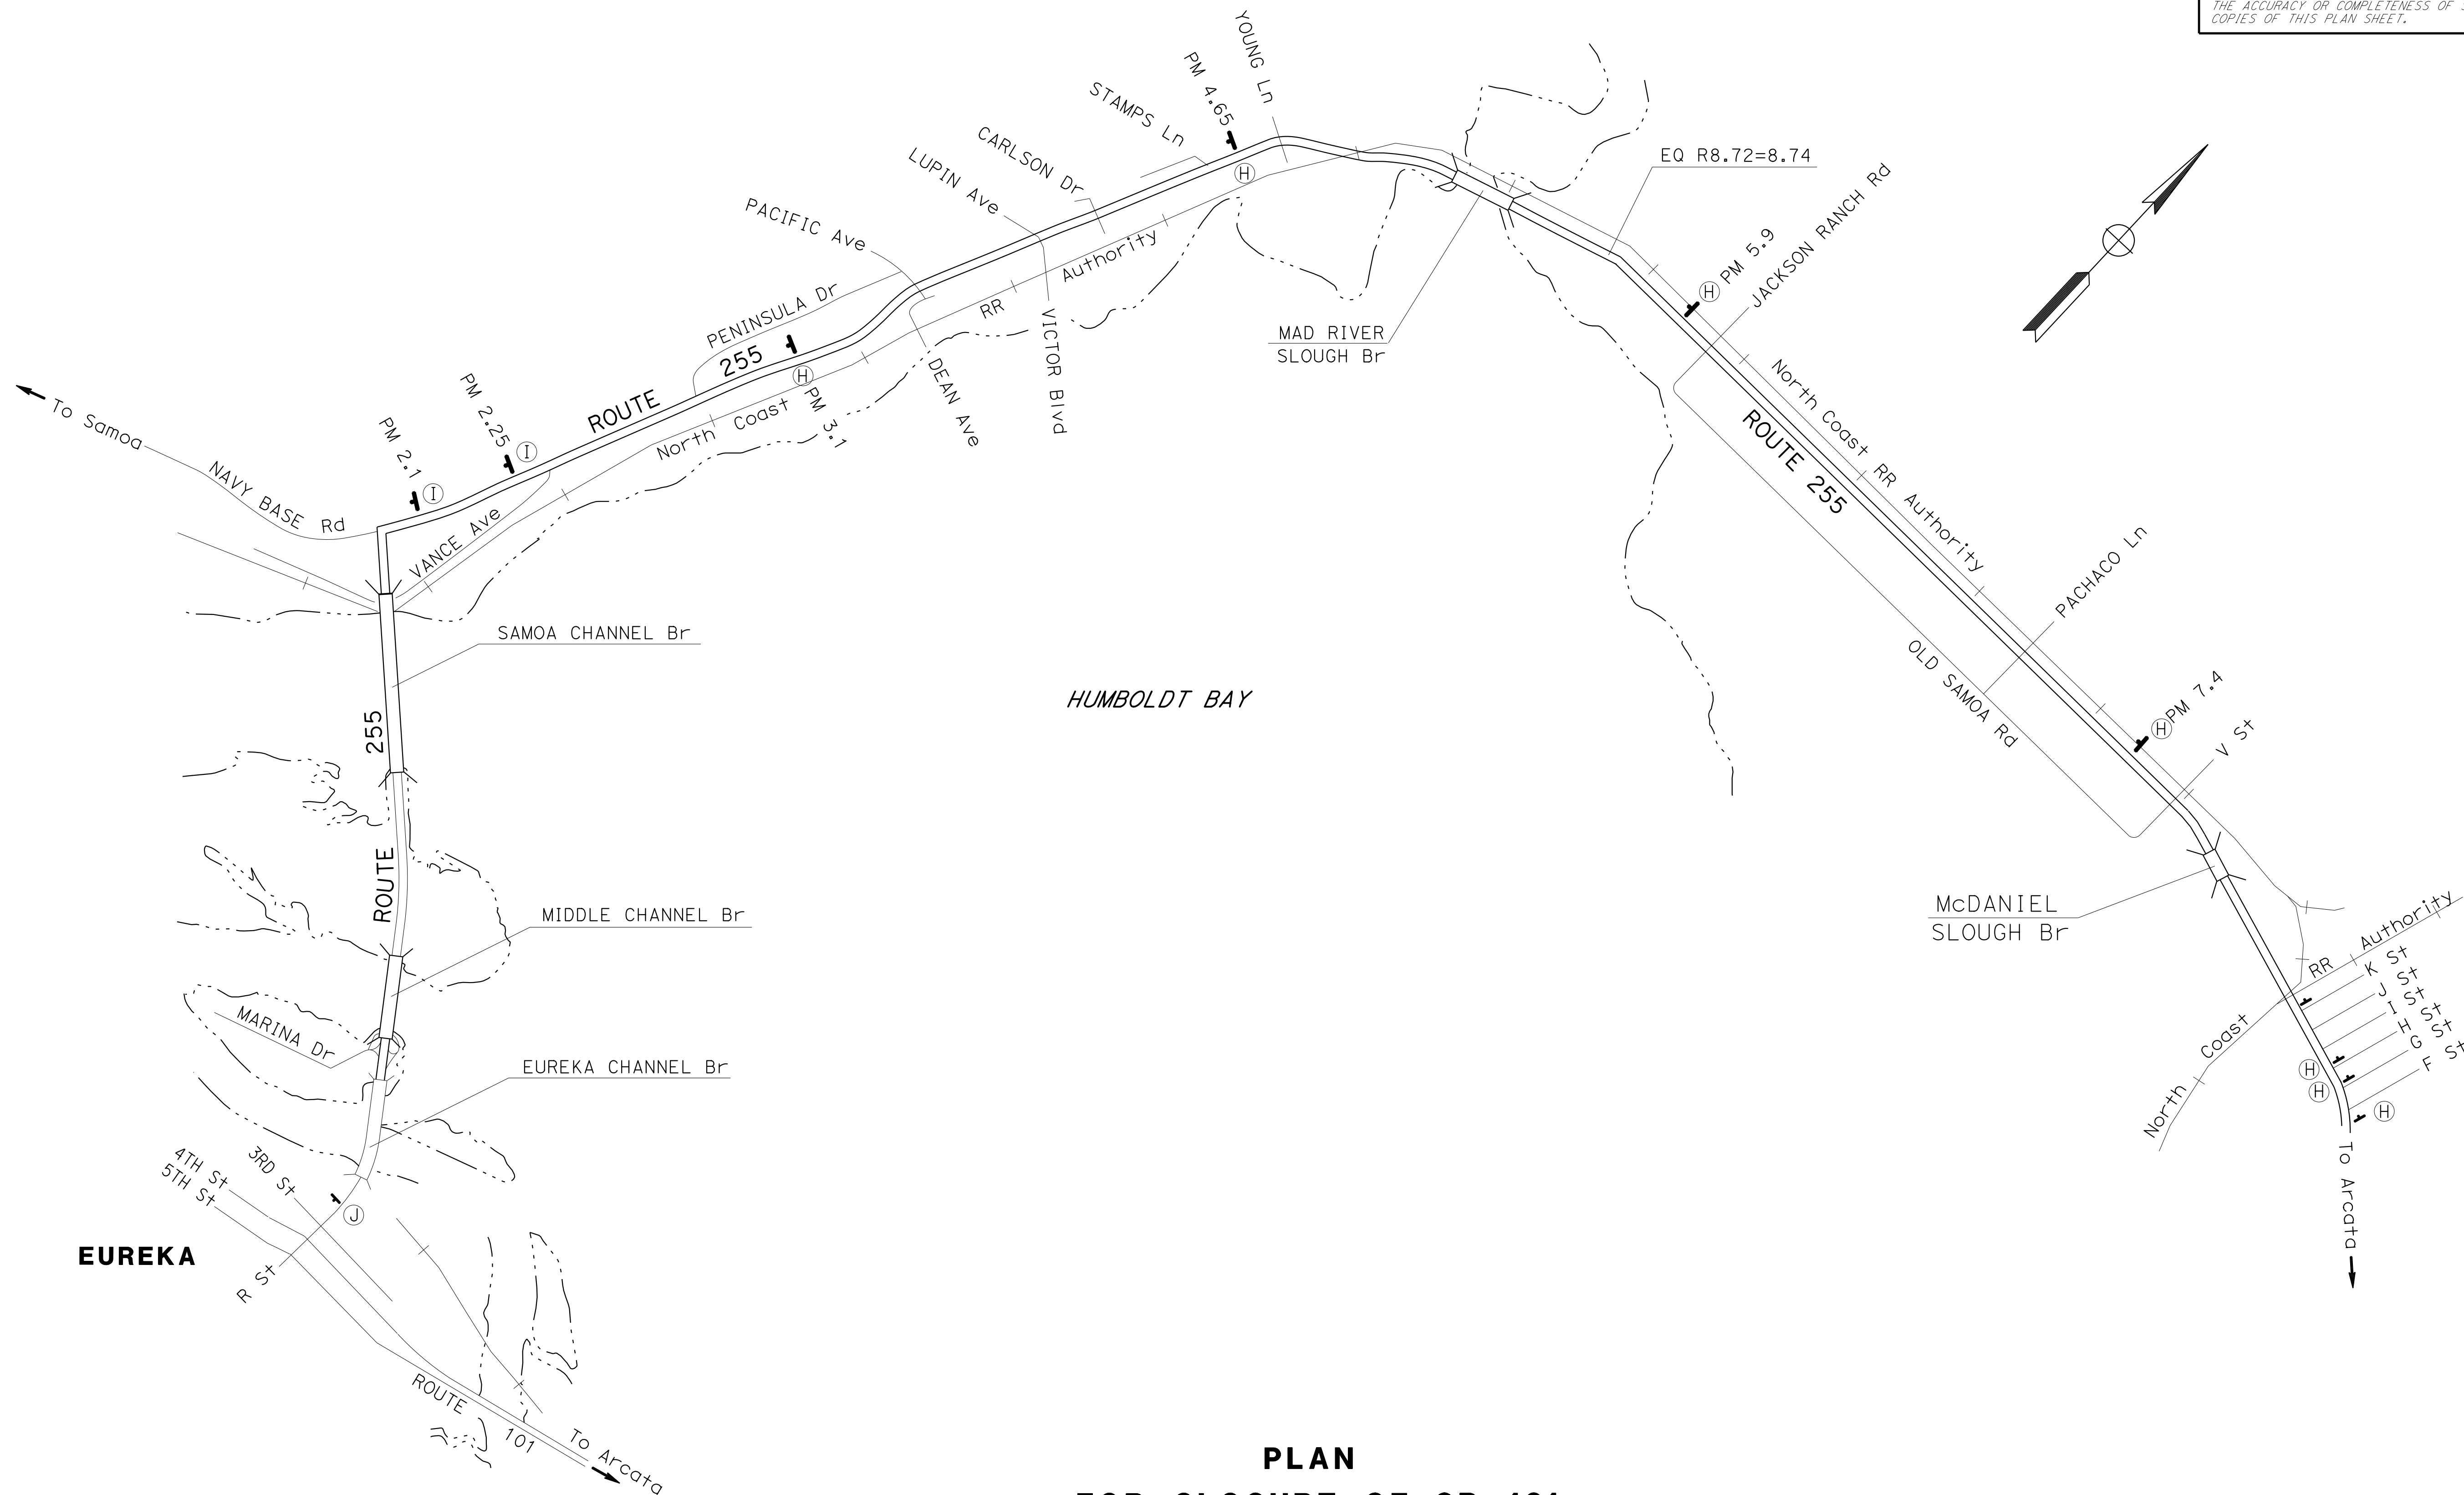 THE ACCURACY OR COMPLETENESS OF
COPIES OF THIS PLAN SHEET.
YOUNG Ln
PM 4.65
STAMPS Ln
CARLSON Dr
LUPIN Ave
PACIFIC Ave
H
EQ R8.72=8.74
JACKSON RANCH Rd
PM 5.9
H
PENINSULA Dr
RR
Authority
MAD RIVER
SLOUGH Br
255
H
PM 3.1
DEAN Ave
VICTOR Blvd
To Samoa
PM 2.25
I
PM 2.1
I
ROUTE
North
Coast
North Coast RR Authority
ROUTE 255
NAVY BASE Rd
VANCE Ave
PACHACO Ln
SAMOA CHANNEL Br
OLD SAMOA Rd
HUMBOLDT BAY
PM 7.4
H
V St
255
ROUTE
MIDDLE CHANNEL Br
McDANIEL
SLOUGH Br
Authority
RR
K St
J St
I St
H St
G St
F St
Coast
North
H
H
H
MARINA Dr
EUREKA CHANNEL Br
To Arcata
3RD St
4TH St
5TH St
J
EUREKA
R St
ROUTE
101
To Arcata
PLAN